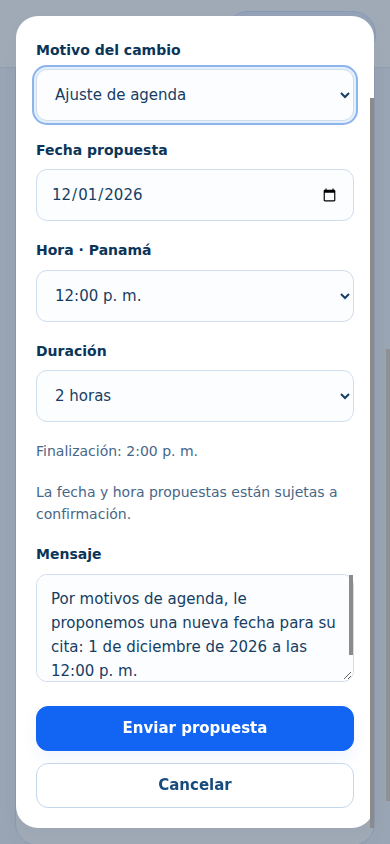 Motivo del cambio
Ajuste de agenda
Fecha propuesta
12/01/2026
Hora · Panamá
12:00 p. m.
Duración
2 horas
Finalización: 2:00 p. m.
La fecha y hora propuestas están sujetas a
confirmación.
Mensaje
Por motivos de agenda, le
proponemos una nueva fecha para su
cita: 1 de diciembre de 2026 a las
12:00 p. m.
Enviar propuesta
Cancelar